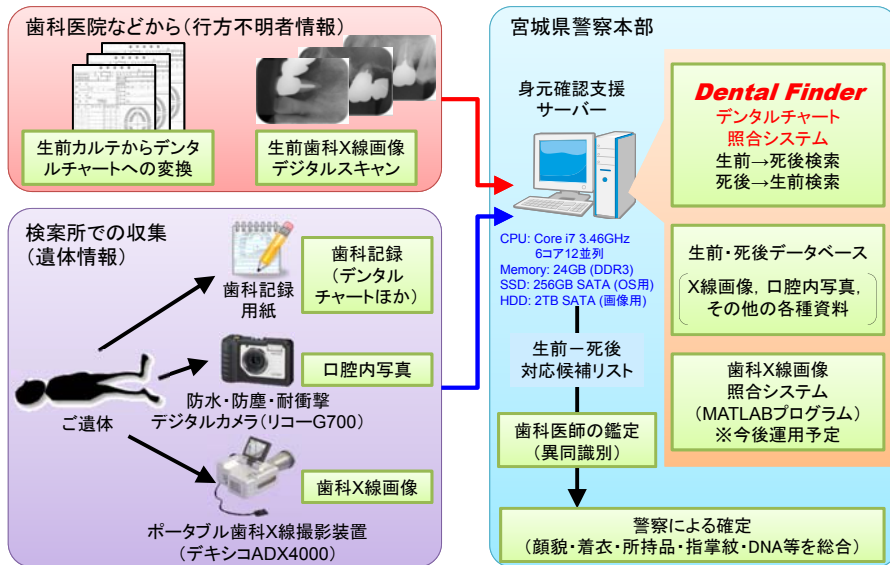 歯科医院などから(行方不明者情報)
生前カルテからデンタ
ルチャートへの変換
生前歯科X線画像
デジタルスキャン
検案所での収集
(遺体情報)
歯科記録
用紙
歯科記録
(デンタル
チャートほか)
口腔内写真
防水・防塵・耐衝撃
デジタルカメラ(リコーG700)
ご遺体
歯科X線画像
ポータブル歯科X線撮影装置
(デキシコADX4000)
宮城県警察本部
身元確認支援
サーバー
CPU: Core i7 3.46GHz
6コア12並列
Memory: 24GB (DDR3)
SSD: 256GB SATA (OS用)
HDD: 2TB SATA (画像用)
生前－死後
対応候補リスト
歯科医師の鑑定
(異同識別)
警察による確定
(顔貌・着衣・所持品・指掌紋・DNA等を総合)
Dental Finder
デンタルチャート
照合システム
生前→死後検索
死後→生前検索
生前・死後データベース
X線画像, 口腔内写真,
その他の各種資料
歯科X線画像
照合システム
(MATLABプログラム)
※今後運用予定